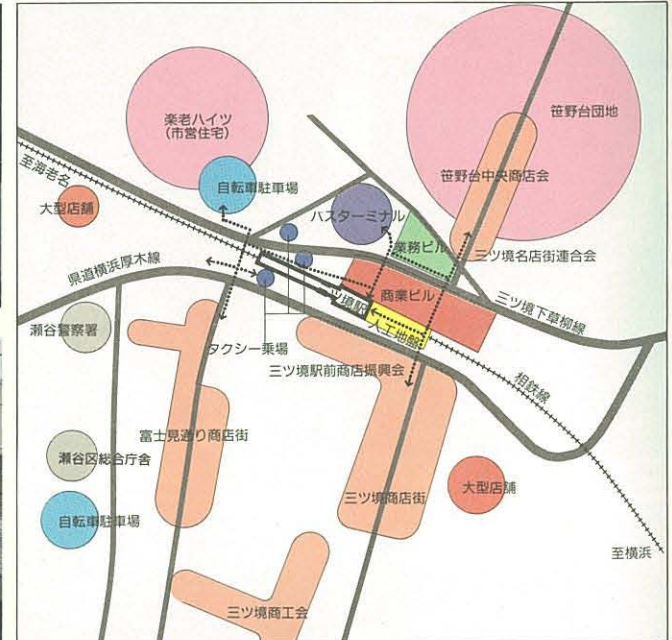 楽老ハイツ
(市営住宅)
笹野台団地
至海老名
自転車駐車場
笹野台中央商店会
大型店舗
バスターミナル
業務ビル
三ツ境名店街連合会
県道横浜厚木線
商業ビル
三ツ境下草柳線
ツ境駅
人工地盤
瀬谷警察署
タクシー乗場
相鉄線
三ツ境駅前商店振興会
富士見通り商店街
瀬谷区総合庁舎
大型店舗
三ツ境商店街
自転車駐車場
至横浜
三ツ境商工会